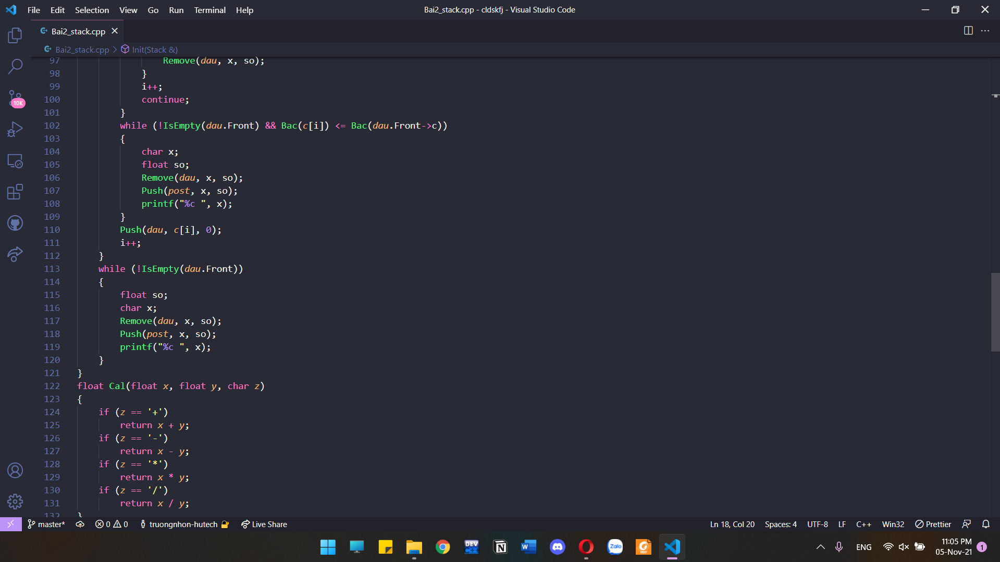 File Edit Selection View Go Run Terminal Help
Bai2_stack.cpp - cldskfj - Visual Studio Code
Bai2_stack.cpp
Bai2_stack.cpp > Init(Stack &)
10K
97 Remove(dau, x, so);
98 }
99 i++;
100 continue;
101 }
102 while (!IsEmpty(dau.Front) && Bac(c[i]) <= Bac(dau.Front->c))
103 {
104 char x;
105 float so;
106 Remove(dau, x, so);
107 Push(post, x, so);
108 printf("%c ", x);
109 }
110 Push(dau, c[i], 0);
111 i++;
112 }
113 while (!IsEmpty(dau.Front))
114 {
115 float so;
116 char x;
117 Remove(dau, x, so);
118 Push(post, x, so);
119 printf("%c ", x);
120 }
121 }
122 float Cal(float x, float y, char z)
123 {
124 if (z == '+')
125 return x + y;
126 if (z == '-')
127 return x - y;
128 if (z == '*')
129 return x * y;
130 if (z == '/')
131 return x / y;
132 }
master* 0 0 truongnhon-hutech Live Share
Ln 18, Col 20 Spaces: 4 UTF-8 LF C++ Win32 Prettier
DEV C++
N
W
Zalo
PDF
ENG
11:05 PM
05-Nov-21
1